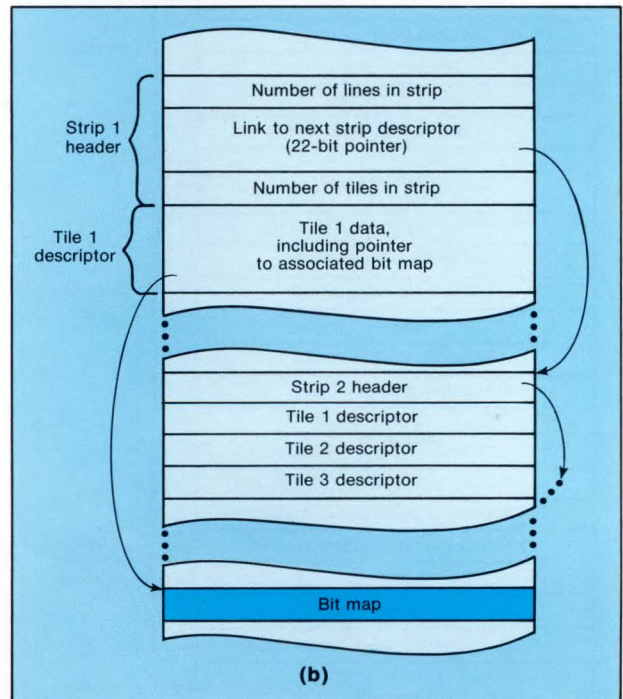 Number of lines in strip
Strip 1
header
Link to next strip descriptor
(22-bit pointer)
Number of tiles in strip
Tile 1
descriptor
Tile 1 data,
including pointer
to associated bit map
Strip 2 header
Tile 1 descriptor
Tile 2 descriptor
Tile 3 descriptor
Bit map
(b)